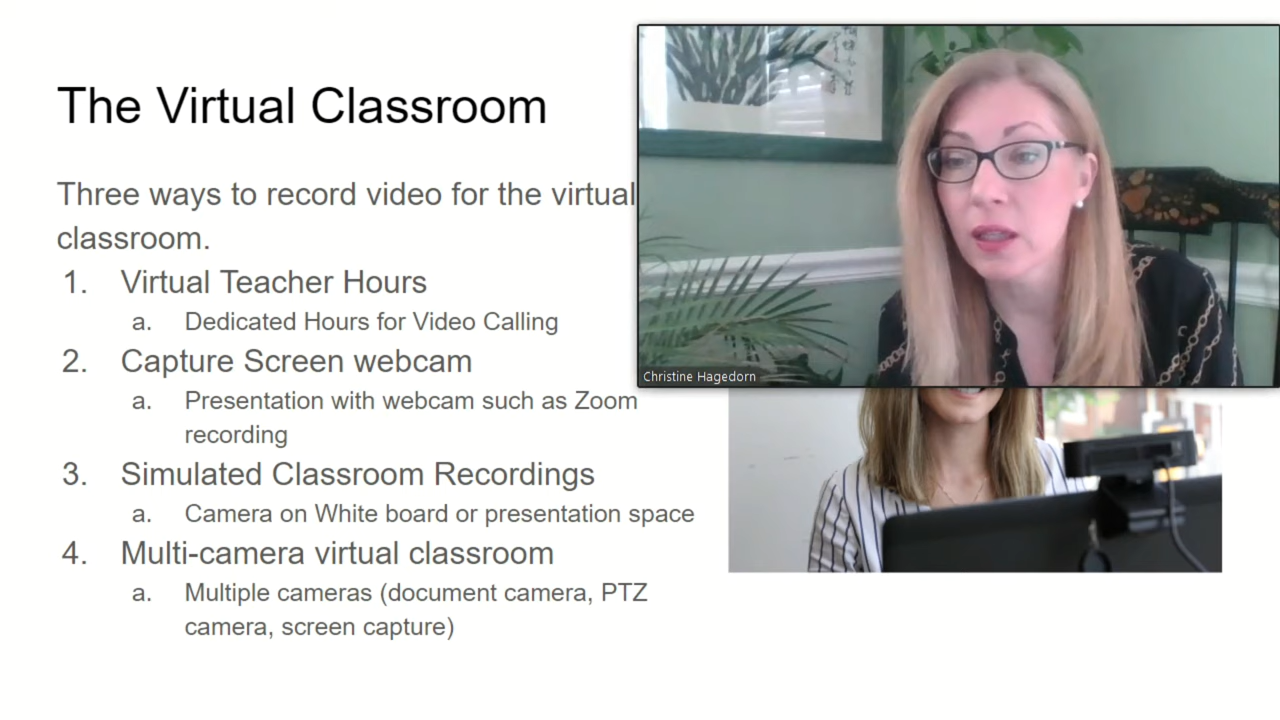 The Virtual Classroom
Three ways to record video for the virtual
classroom.
1. Virtual Teacher Hours
a. Dedicated Hours for Video Calling
2. Capture Screen webcam
a. Presentation with webcam such as Zoom
recording
3. Simulated Classroom Recordings
a. Camera on White board or presentation space
4. Multi-camera virtual classroom
a. Multiple cameras (document camera, PTZ
camera, screen capture)
Christine Hagedorn